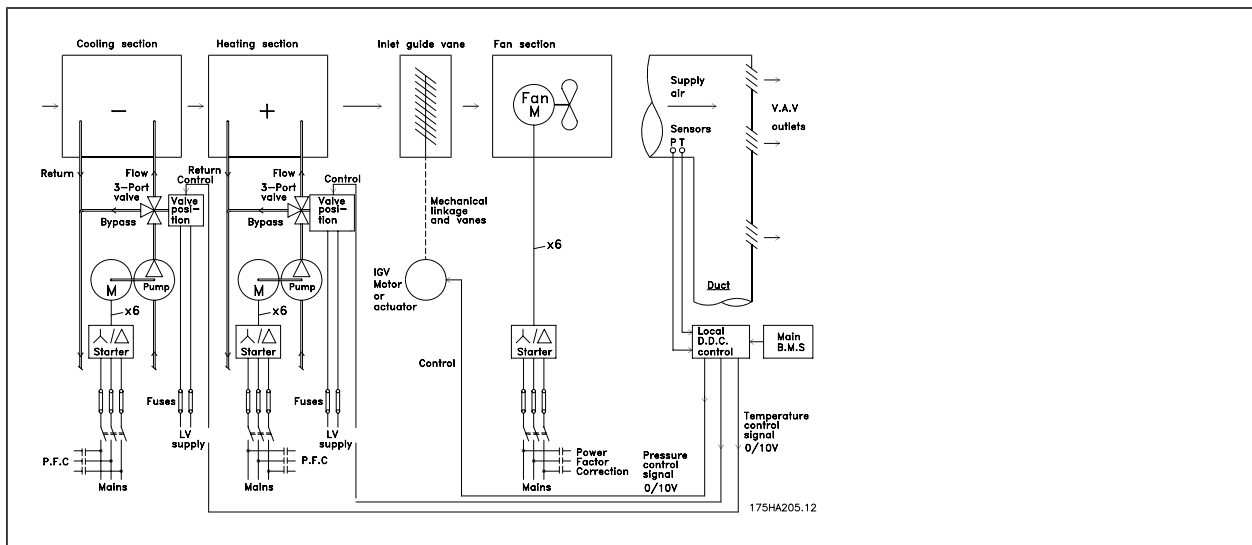 Cooling section
Heating section
Inlet guide vane
Fan section
-
+
Fan
M
Supply
air
V.A.V
outlets
Sensors
P T
Return
Flow
3-Port
valve
Bypass
Control
Valve
posi-
tion
Return
Flow
3-Port
valve
Bypass
Control
Valve
posi-
tion
Mechanical
linkage
and vanes
x6
M
Pump
x6
Starter
M
Pump
x6
Starter
IGV
Motor
or
actuator
Starter
Duct
Local
D.D.C.
control
Main
B.M.S
Control
Fuses
LV
supply
Fuses
LV
supply
P.F.C
Mains
P.F.C
Mains
Power
Factor
Correction
Mains
Pressure
control
signal
0/10V
Temperature
control
signal
0/10V
175HA205.12